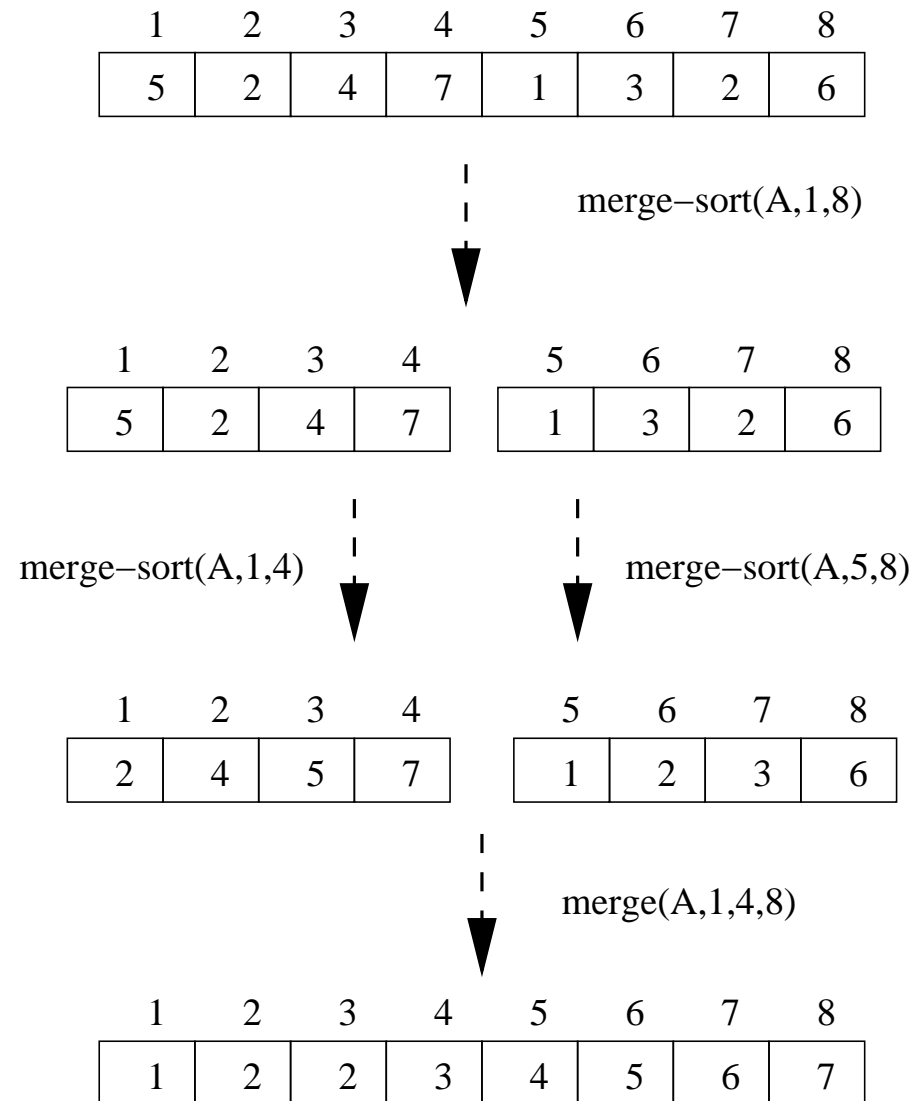 1 2 3 4 5 6 7 8
5 2 4 7 1 3 2 6
merge−sort(A,1,8)
1 2 3 4 5 6 7 8
5 2 4 7 1 3 2 6
merge−sort(A,1,4) merge−sort(A,5,8)
1 2 3 4 5 6 7 8
2 4 5 7 1 2 3 6
merge(A,1,4,8)
1 2 3 4 5 6 7 8
1 2 2 3 4 5 6 7